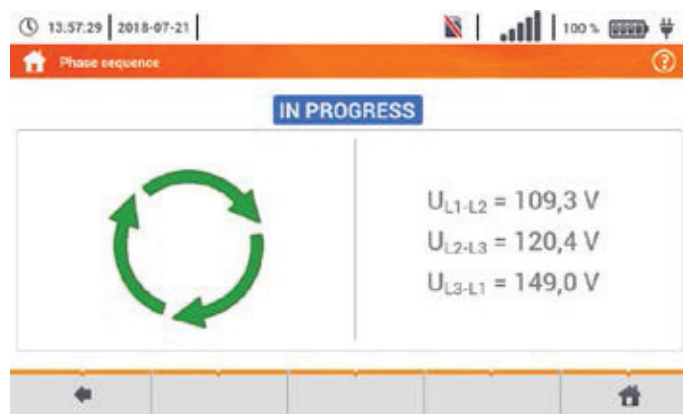 13:57:29 2018-07-21 100 %
Phase sequence
IN PROGRESS
UL1-L2 = 109,3 V
UL2-L3 = 120,4 V
UL3-L1 = 149,0 V